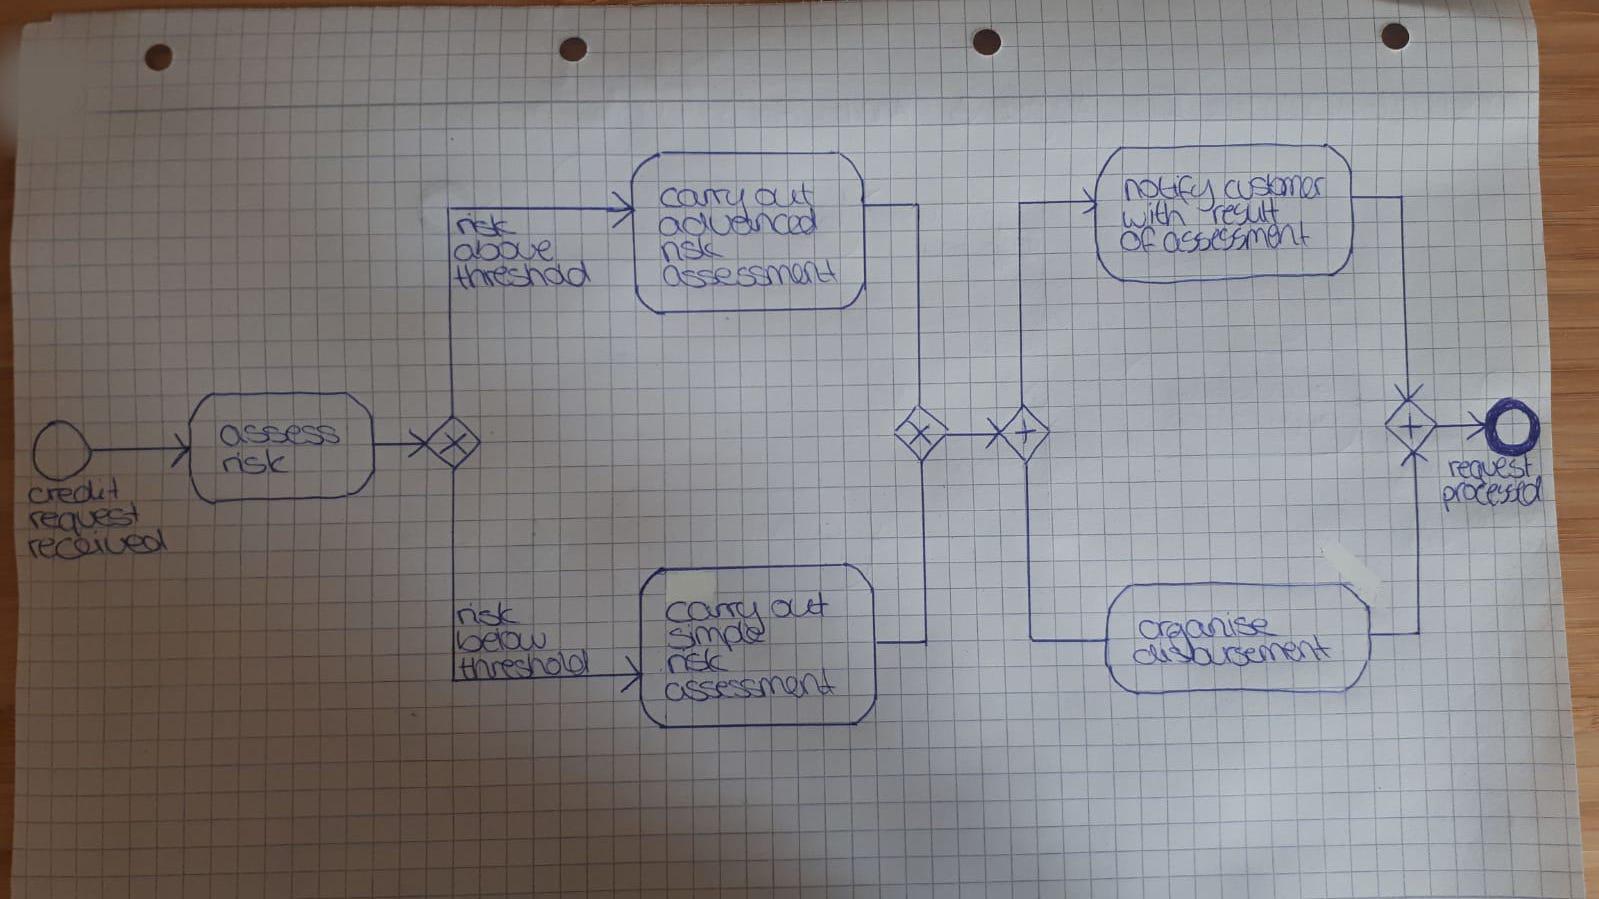 credit
request
received
assess
risk
risk
above
threshold
carry out
advanced
risk
assessment
risk
below
threshold
carry out
simple
risk
assessment
notify customer
with result
of assessment
organise
disbursement
request
processed